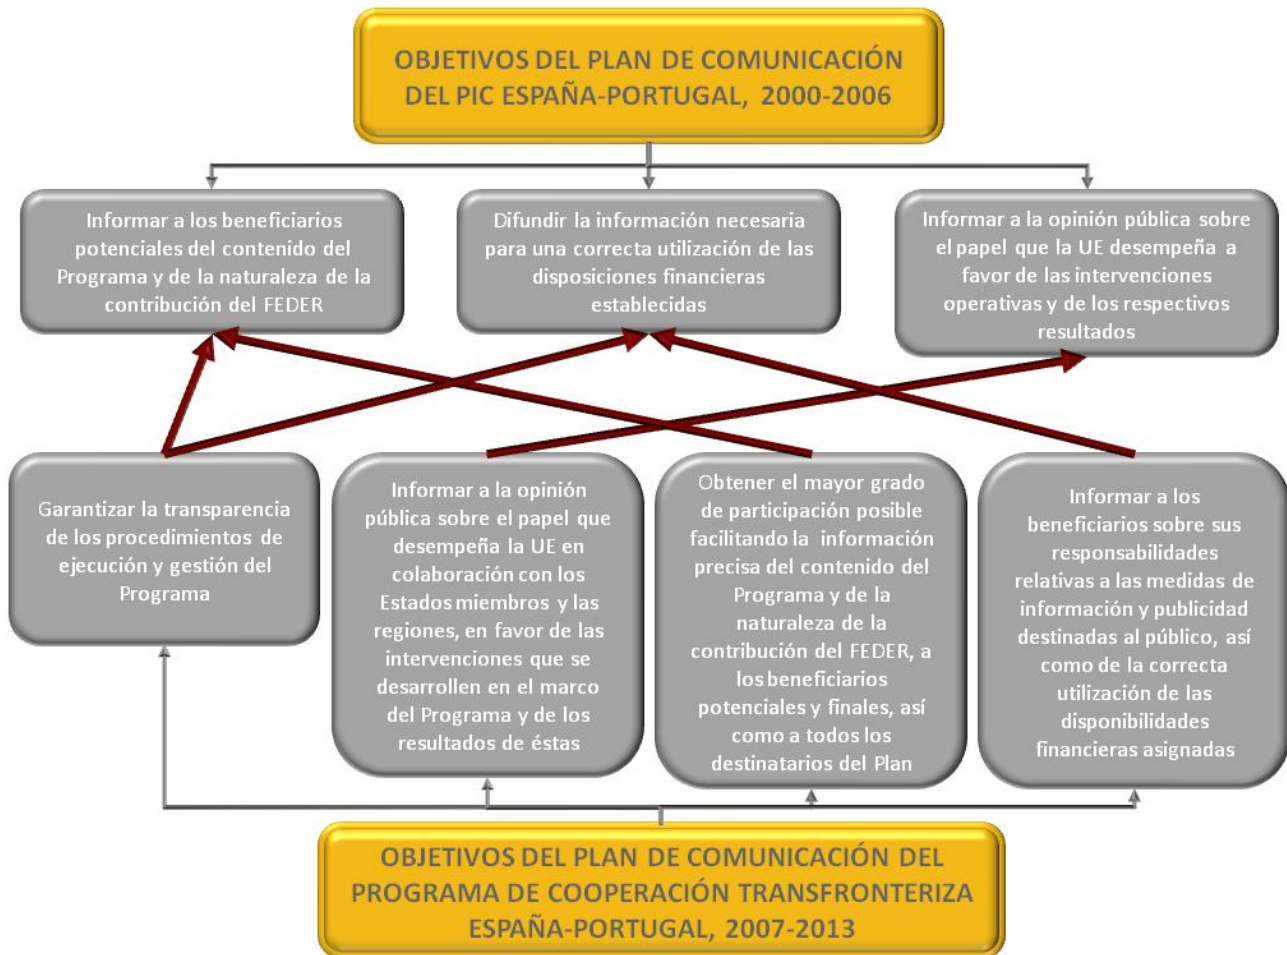 OBJETIVOS DEL PLAN DE COMUNICACIÓN
DEL PIC ESPAÑA-PORTUGAL, 2000-2006
Informar a los beneficiarios
potenciales del contenido del
Programa y de la naturaleza de la
contribución del FEDER
Difundir la información necesaria
para una correcta utilización de las
disposiciones financieras
establecidas
Informar a la opinión pública sobre
el papel que la UE desempeña a
favor de las intervenciones
operativas y de los respectivos
resultados
Garantizar la transparencia
de los procedimientos de
ejecución y gestión del
Programa
Informar a la opinión
pública sobre el papel que
desempeña la UE en
colaboración con los
Estados miembros y las
regiones, en favor de las
intervenciones que se
desarrollen en el marco
del Programa y de los
resultados de éstas
Obtener el mayor grado
de participación posible
facilitando la información
precisa del contenido del
Programa y de la
naturaleza de la
contribución del FEDER, a
los beneficiarios
potenciales y finales, así
como a todos los
destinatarios del Plan
Informar a los
beneficiarios sobre sus
responsabilidades
relativas a las medidas de
información y publicidad
destinadas al público, así
como de la correcta
utilización de las
disponibilidades
financieras asignadas
OBJETIVOS DEL PLAN DE COMUNICACIÓN DEL
PROGRAMA DE COOPERACIÓN TRANSFRONTERIZA
ESPAÑA-PORTUGAL, 2007-2013